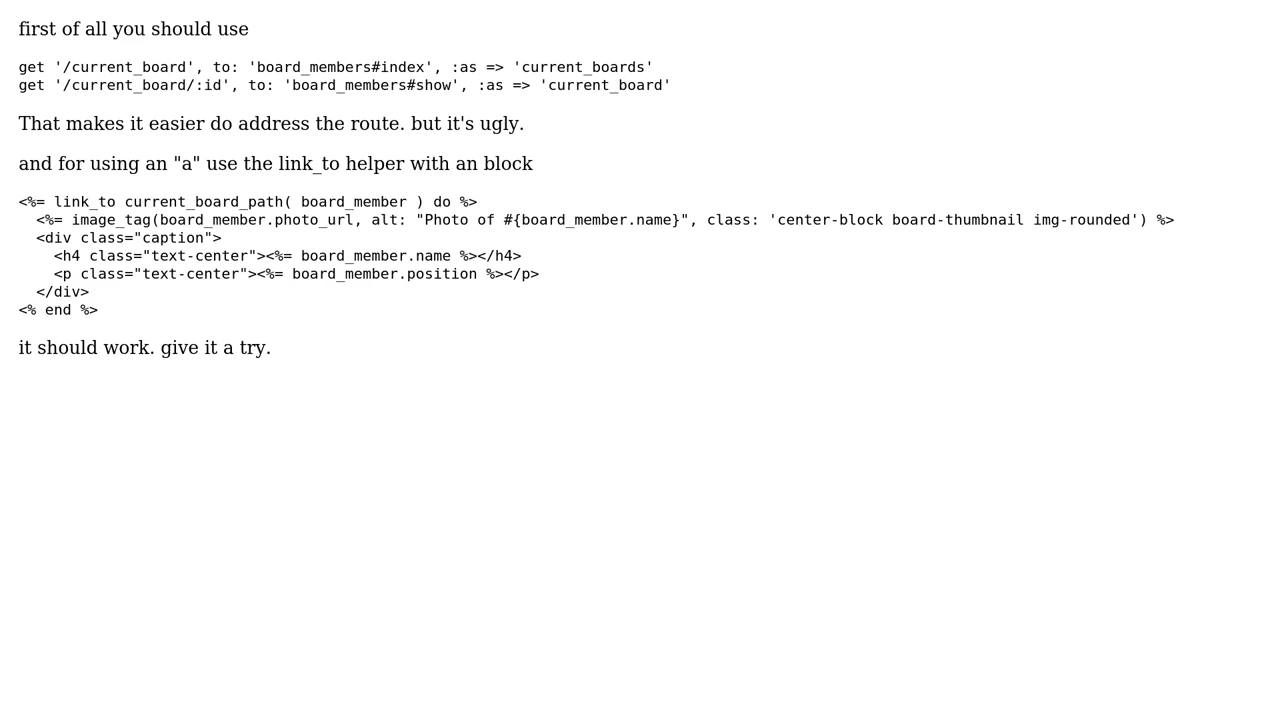 first of all you should use
get '/current_board', to: 'board_members#index', :as => 'current_boards'
get '/current_board/:id', to: 'board_members#show', :as => 'current_board'
That makes it easier do address the route. but it's ugly.
and for using an "a" use the link_to helper with an block
<%= link_to current_board_path( board_member ) do %>
  <%= image_tag(board_member.photo_url, alt: "Photo of #{board_member.name}", class: 'center-block board-thumbnail img-rounded') %>
  <div class="caption">
    <h4 class="text-center"><%= board_member.name %></h4>
    <p class="text-center"><%= board_member.position %></p>
  </div>
<% end %>
it should work. give it a try.